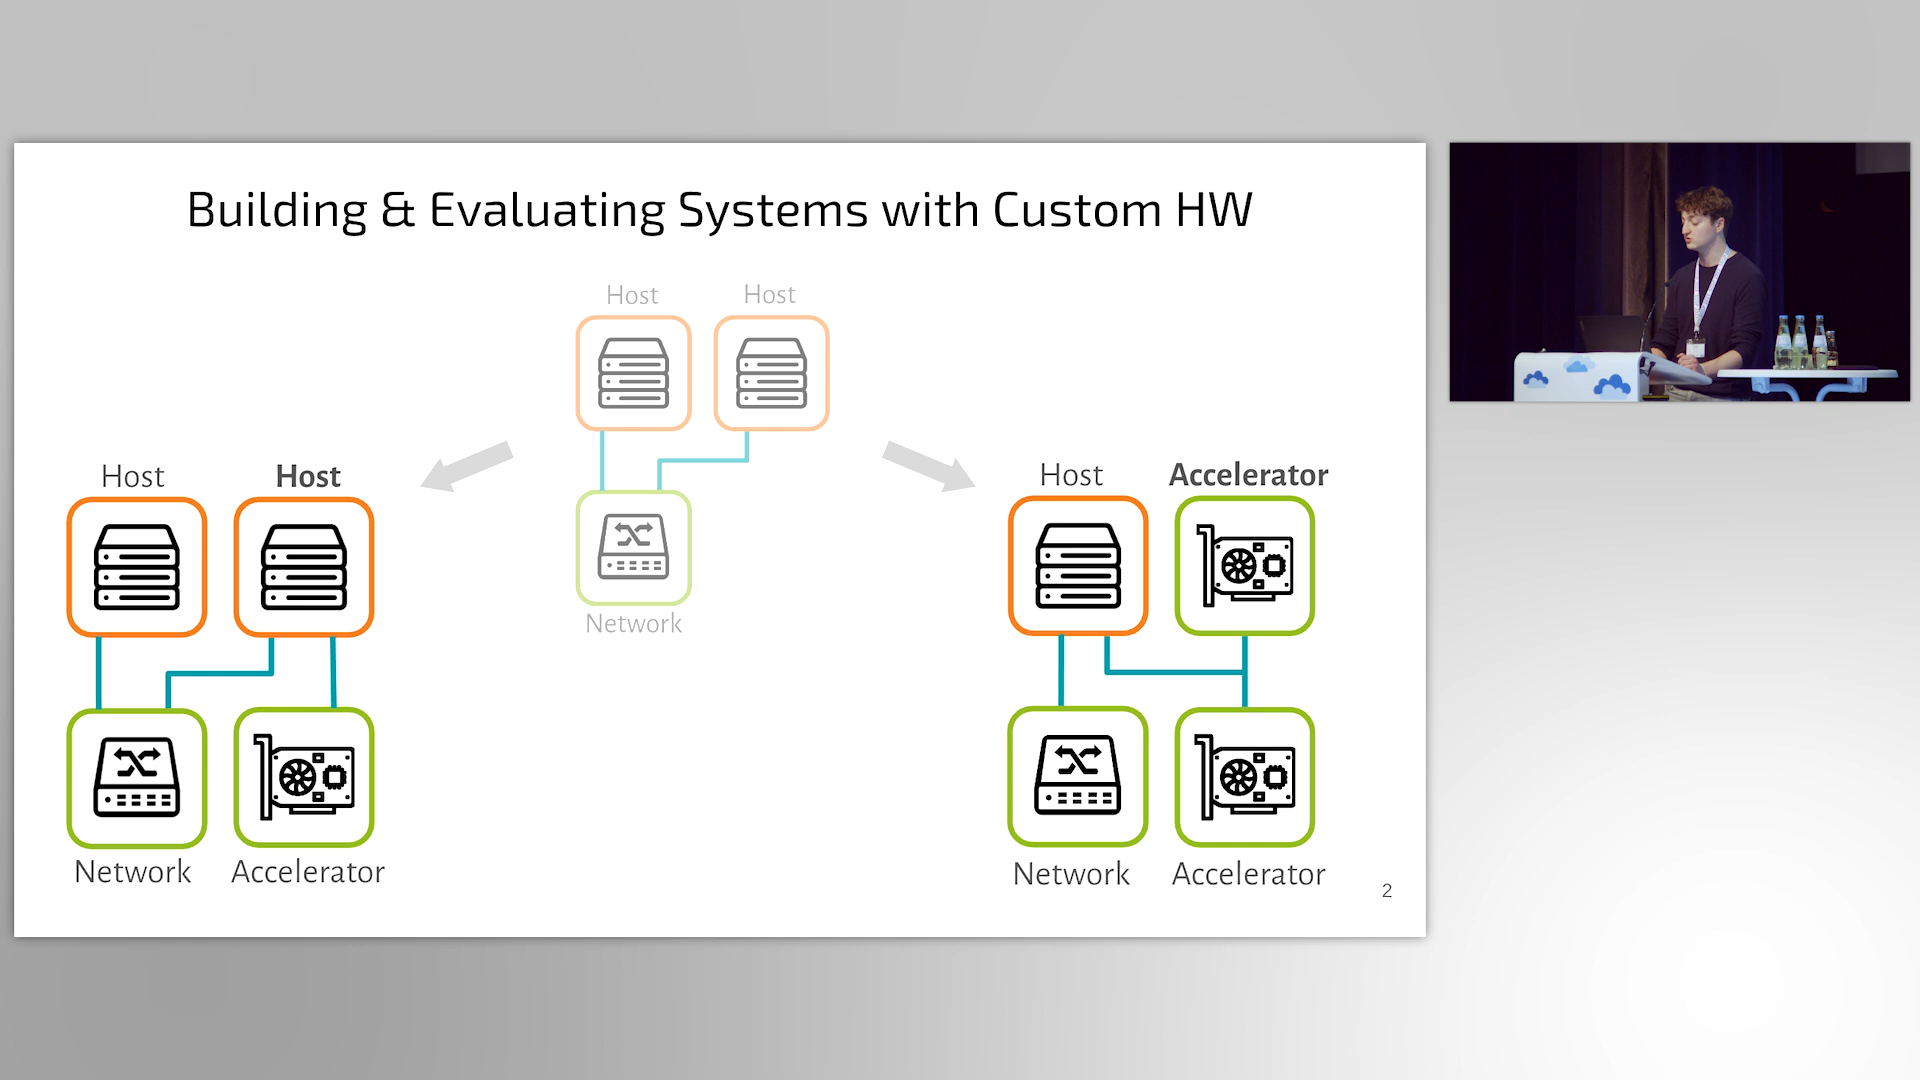 Building & Evaluating Systems with Custom HW
Host Host
Network
Host Host
Network Accelerator
Host Accelerator
Network Accelerator
2